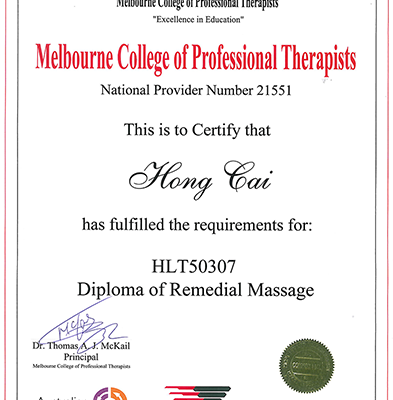 Melbourne College of Professional Therapists
"Excellence in Education"
Melbourne College of Professional Therapists
National Provider Number 21551
This is to Certify that
Hong Cai
has fulfilled the requirements for:
HLT50307
Diploma of Remedial Massage
Dr. Thomas A. J. McKail
Principal
Melbourne College of Professional Therapists